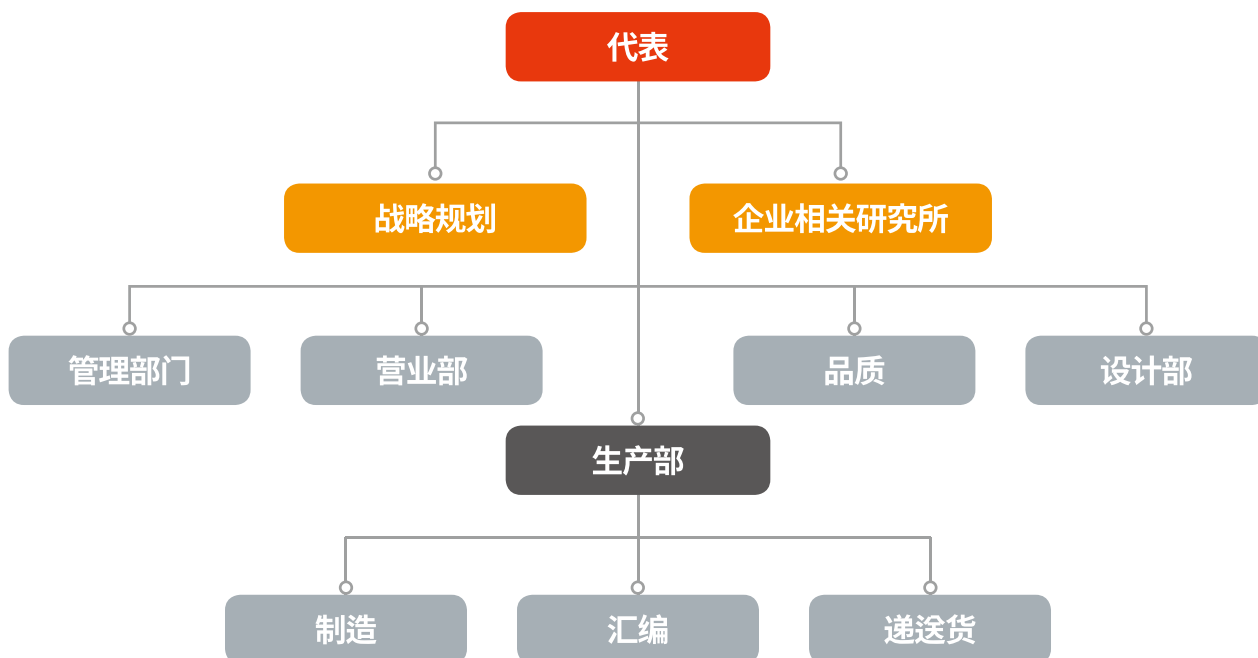 代表
战略规划
企业相关研究所
管理部门
营业部
品质
设计部
生产部
制造
汇编
递送货